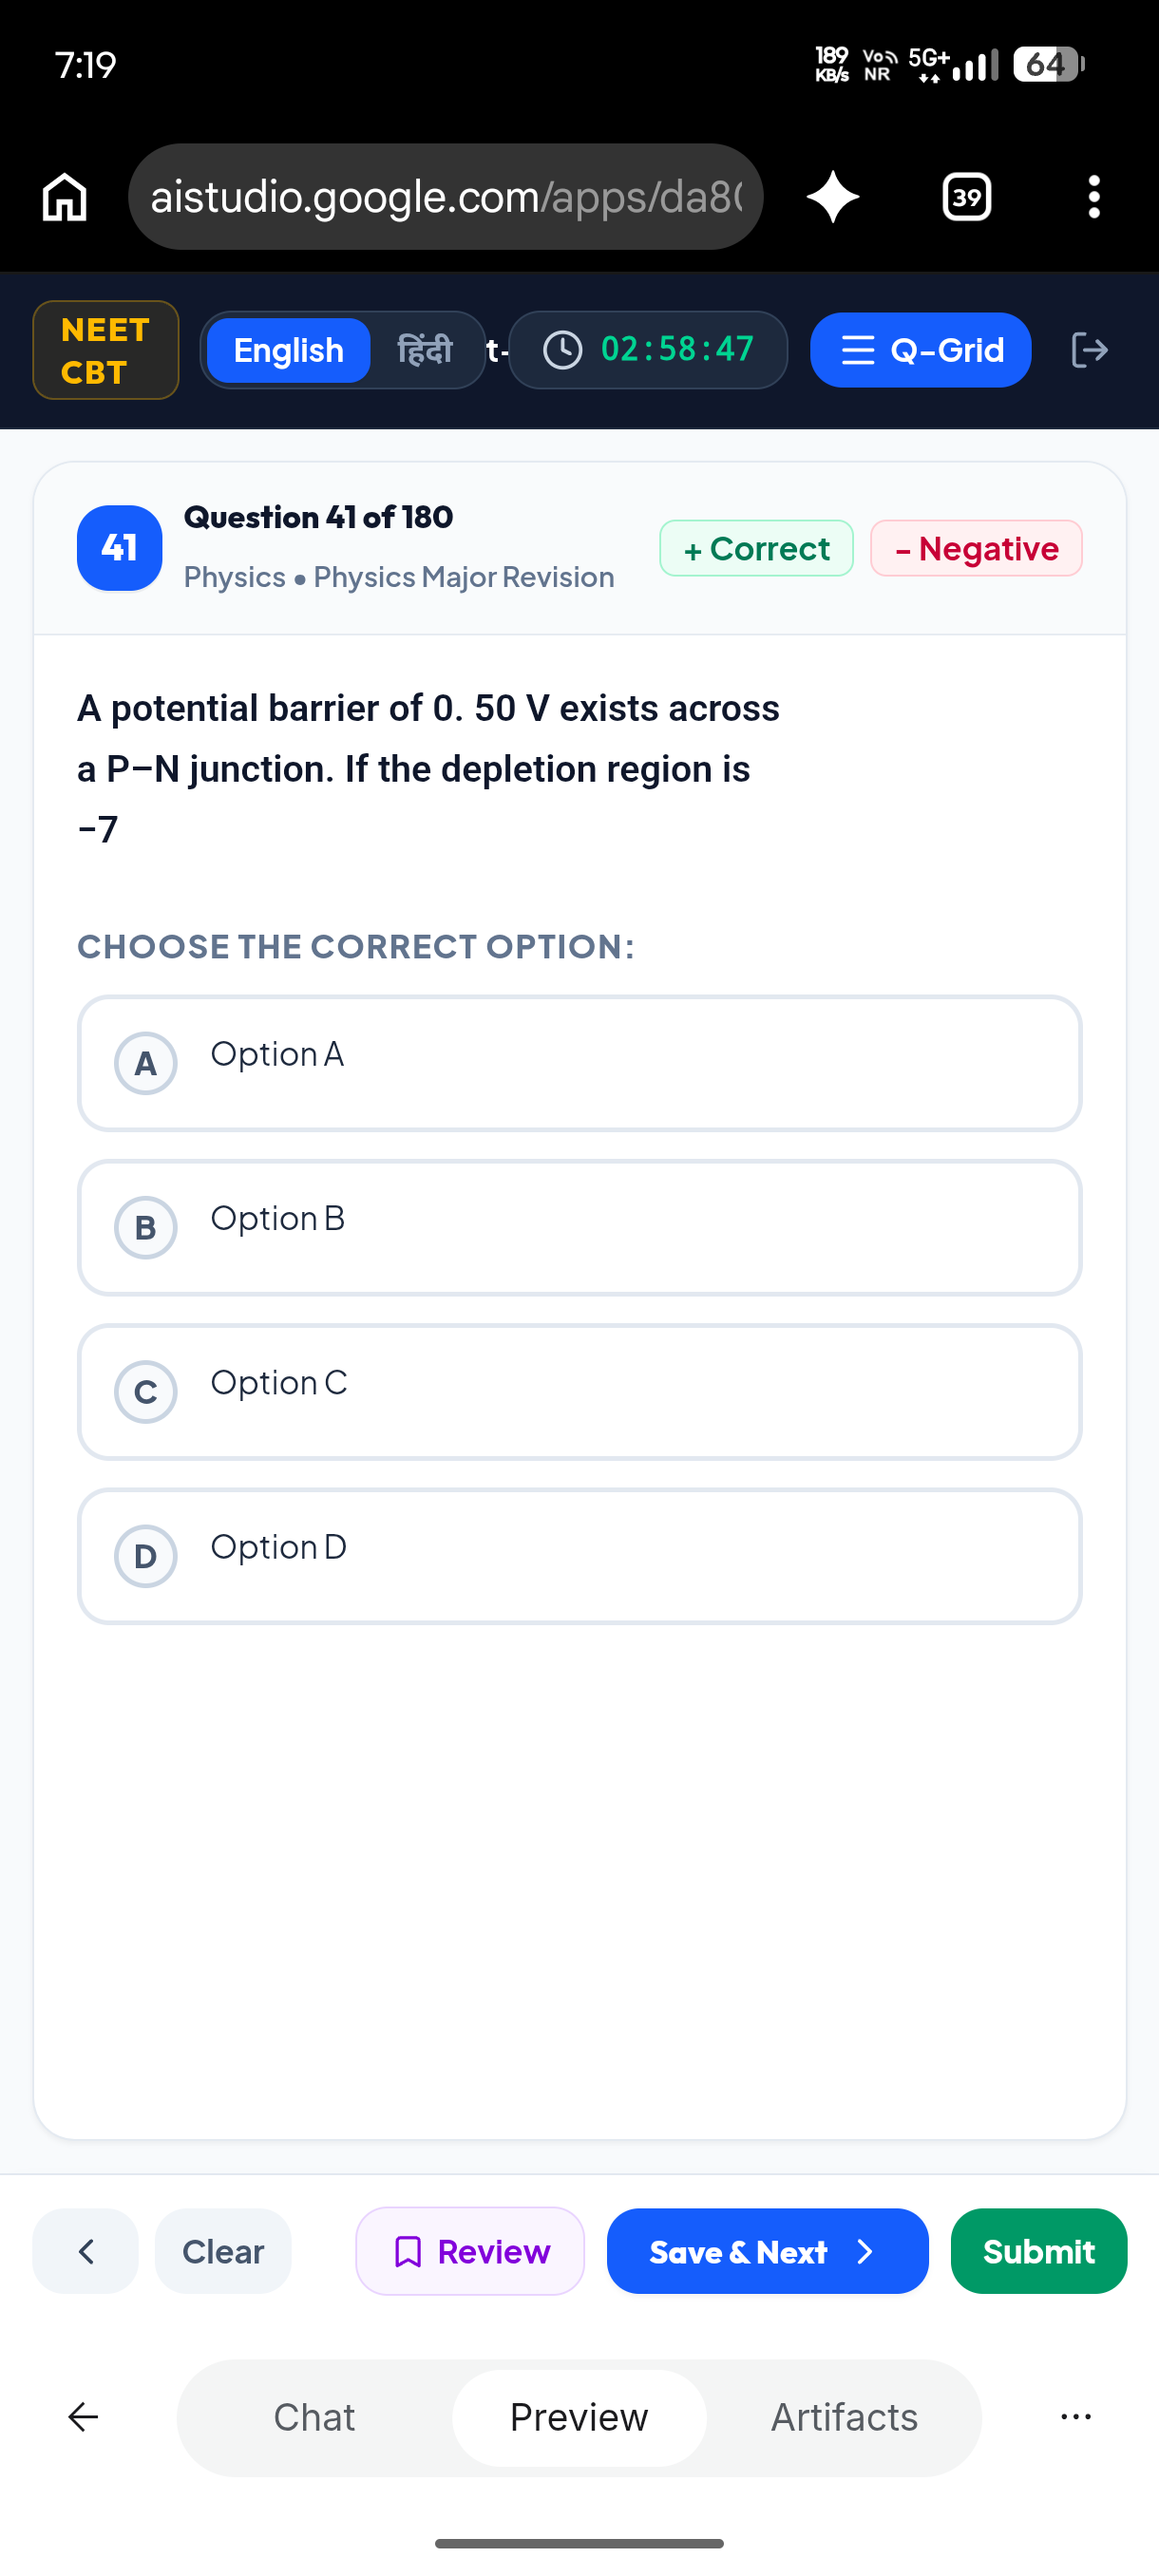 7:19
189 KB/s Vo NR 5G+ 64
aistudio.google.com/apps/da8
39
NEET CBT
English हिंदी t- 02:58:47 Q-Grid
41
Question 41 of 180
Physics • Physics Major Revision
+ Correct - Negative
A potential barrier of 0. 50 V exists across
a P–N junction. If the depletion region is
−7
CHOOSE THE CORRECT OPTION:
A Option A
B Option B
C Option C
D Option D
Clear Review Save & Next Submit
Chat Preview Artifacts